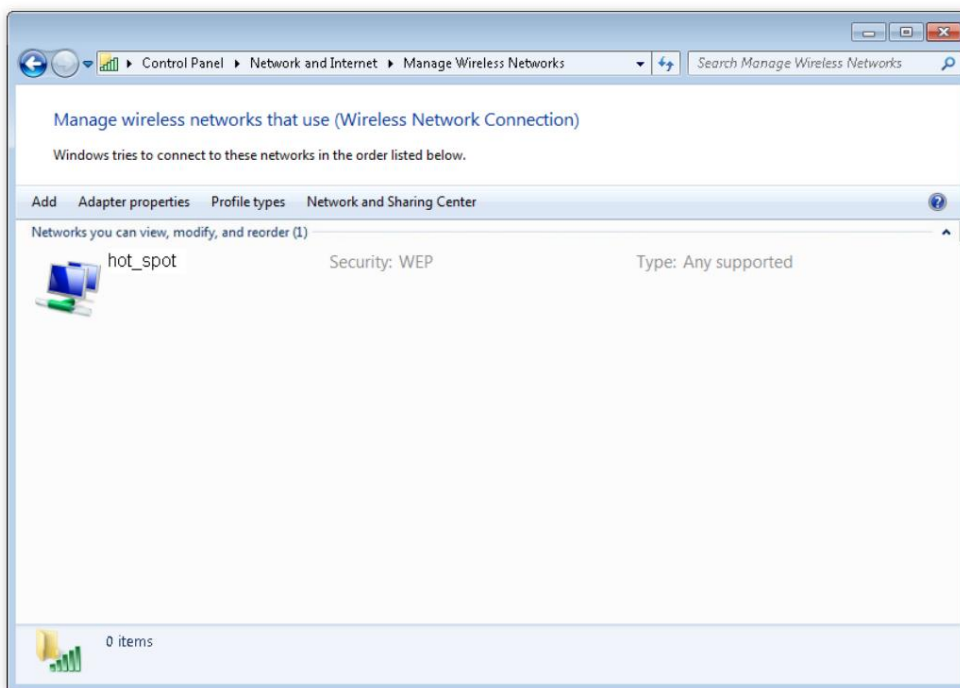 Control Panel ▸ Network and Internet ▸ Manage Wireless Networks
Search Manage Wireless Networks
Manage wireless networks that use (Wireless Network Connection)
Windows tries to connect to these networks in the order listed below.
Add Adapter properties Profile types Network and Sharing Center
Networks you can view, modify, and reorder (1)
hot_spot Security: WEP Type: Any supported
0 items